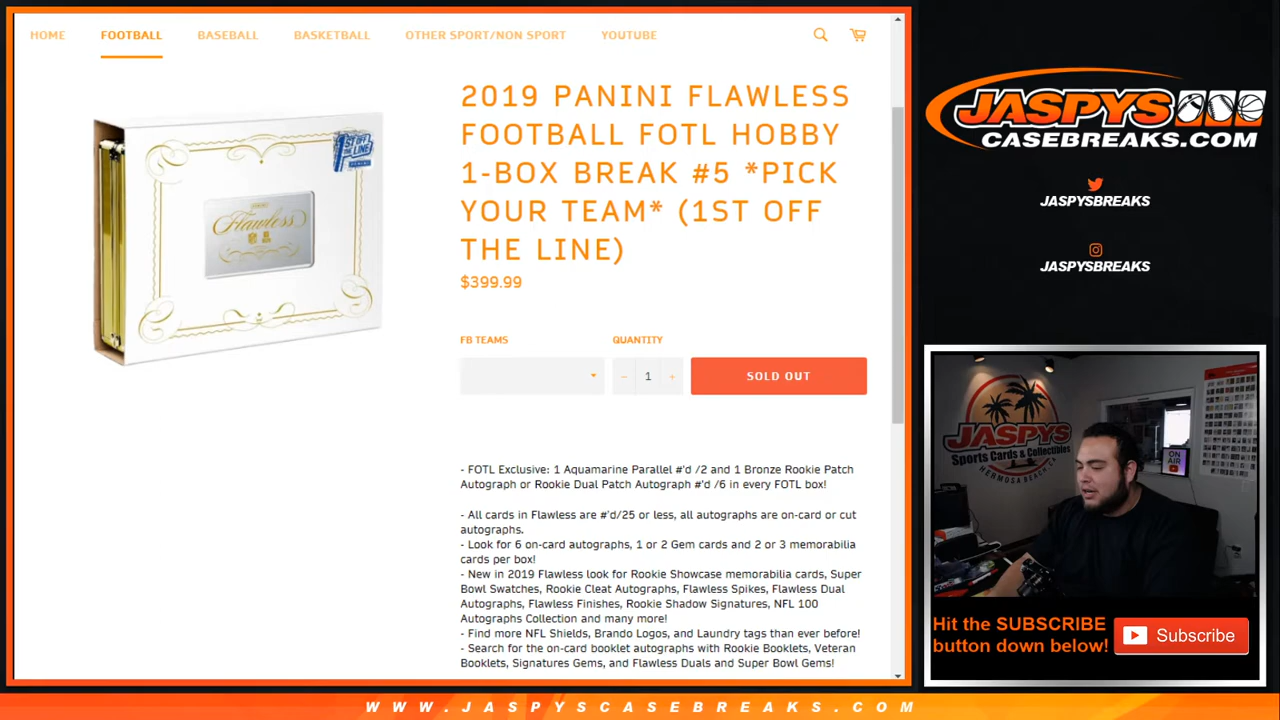 HOME FOOTBALL BASEBALL BASKETBALL OTHER SPORT/NON SPORT YOUTUBE
2019 PANINI FLAWLESS
FOOTBALL FOTL HOBBY
1-BOX BREAK #5 *PICK
YOUR TEAM* (1ST OFF
THE LINE)
$399.99
FB TEAMS QUANTITY
− 1 + SOLD OUT
- FOTL Exclusive: 1 Aquamarine Parallel #'d /2 and 1 Bronze Rookie Patch
Autograph or Rookie Dual Patch Autograph #'d /6 in every FOTL box!
- All cards in Flawless are #'d/25 or less, all autographs are on-card or cut
autographs.
- Look for 6 on-card autographs, 1 or 2 Gem cards and 2 or 3 memorabilia
cards per box!
- New in 2019 Flawless look for Rookie Showcase memorabilia cards, Super
Bowl Swatches, Rookie Cleat Autographs, Flawless Spikes, Flawless Dual
Autographs, Flawless Finishes, Rookie Shadow Signatures, NFL 100
Autographs Collection and many more!
- Find more NFL Shields, Brando Logos, and Laundry tags than ever before!
- Search for the on-card booklet autographs with Rookie Booklets, Veteran
Booklets, Signatures Gems, and Flawless Duals and Super Bowl Gems!
1ST OFF
THE LINE
PANINI
Flawless
JASPYS
CASEBREAKS.COM
JASPYSBREAKS
JASPYSBREAKS
JASPYS
Sports Cards & Collectibles
HERMOSA BEACH, CA
ON
AIR
Hit the SUBSCRIBE
button down below!
Subscribe
WWW.JASPYSCASEBREAKS.COM